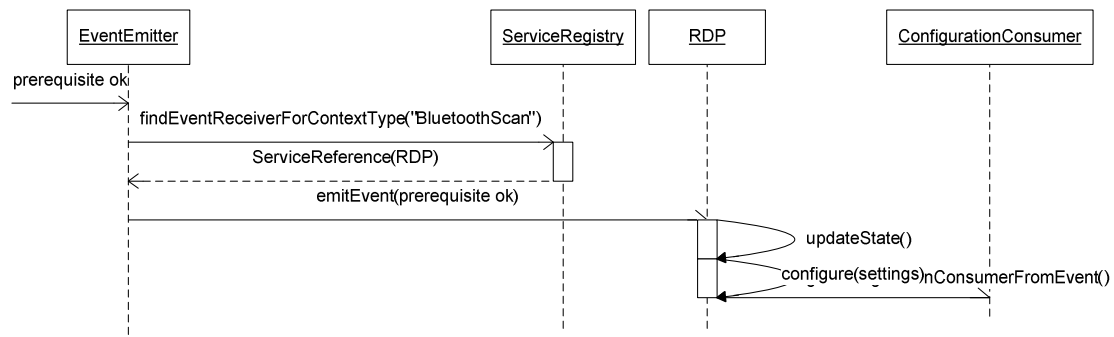 EventEmitter
ServiceRegistry
RDP
ConfigurationConsumer
prerequisite ok
findEventReceiverForContextType("BluetoothScan")
ServiceReference(RDP)
emitEvent(prerequisite ok)
updateState()
configure(settings)
nConsumerFromEvent()